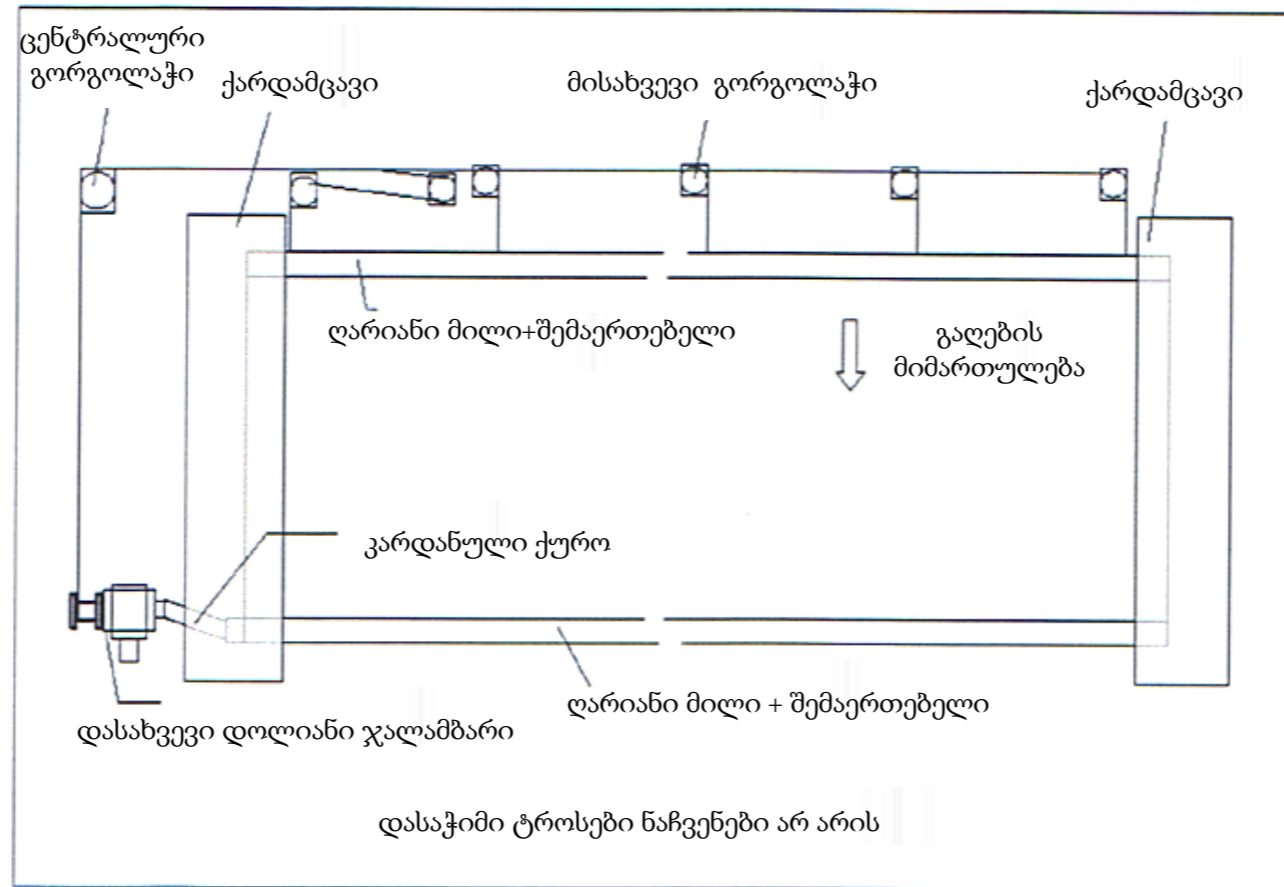 ცენტრალური
გორგოლაჭი
ქარდამცავი
მისახვევი გორგოლაჭი
ქარდამცავი
ღარიანი მილი+შემაერთებელი
გაღების
მიმართულება
კარდანული ქურო
ღარიანი მილი + შემაერთებელი
დასახვევი დოლიანი ჯალამბარი
დასაჭიმი ტროსები ნაჩვენები არ არის